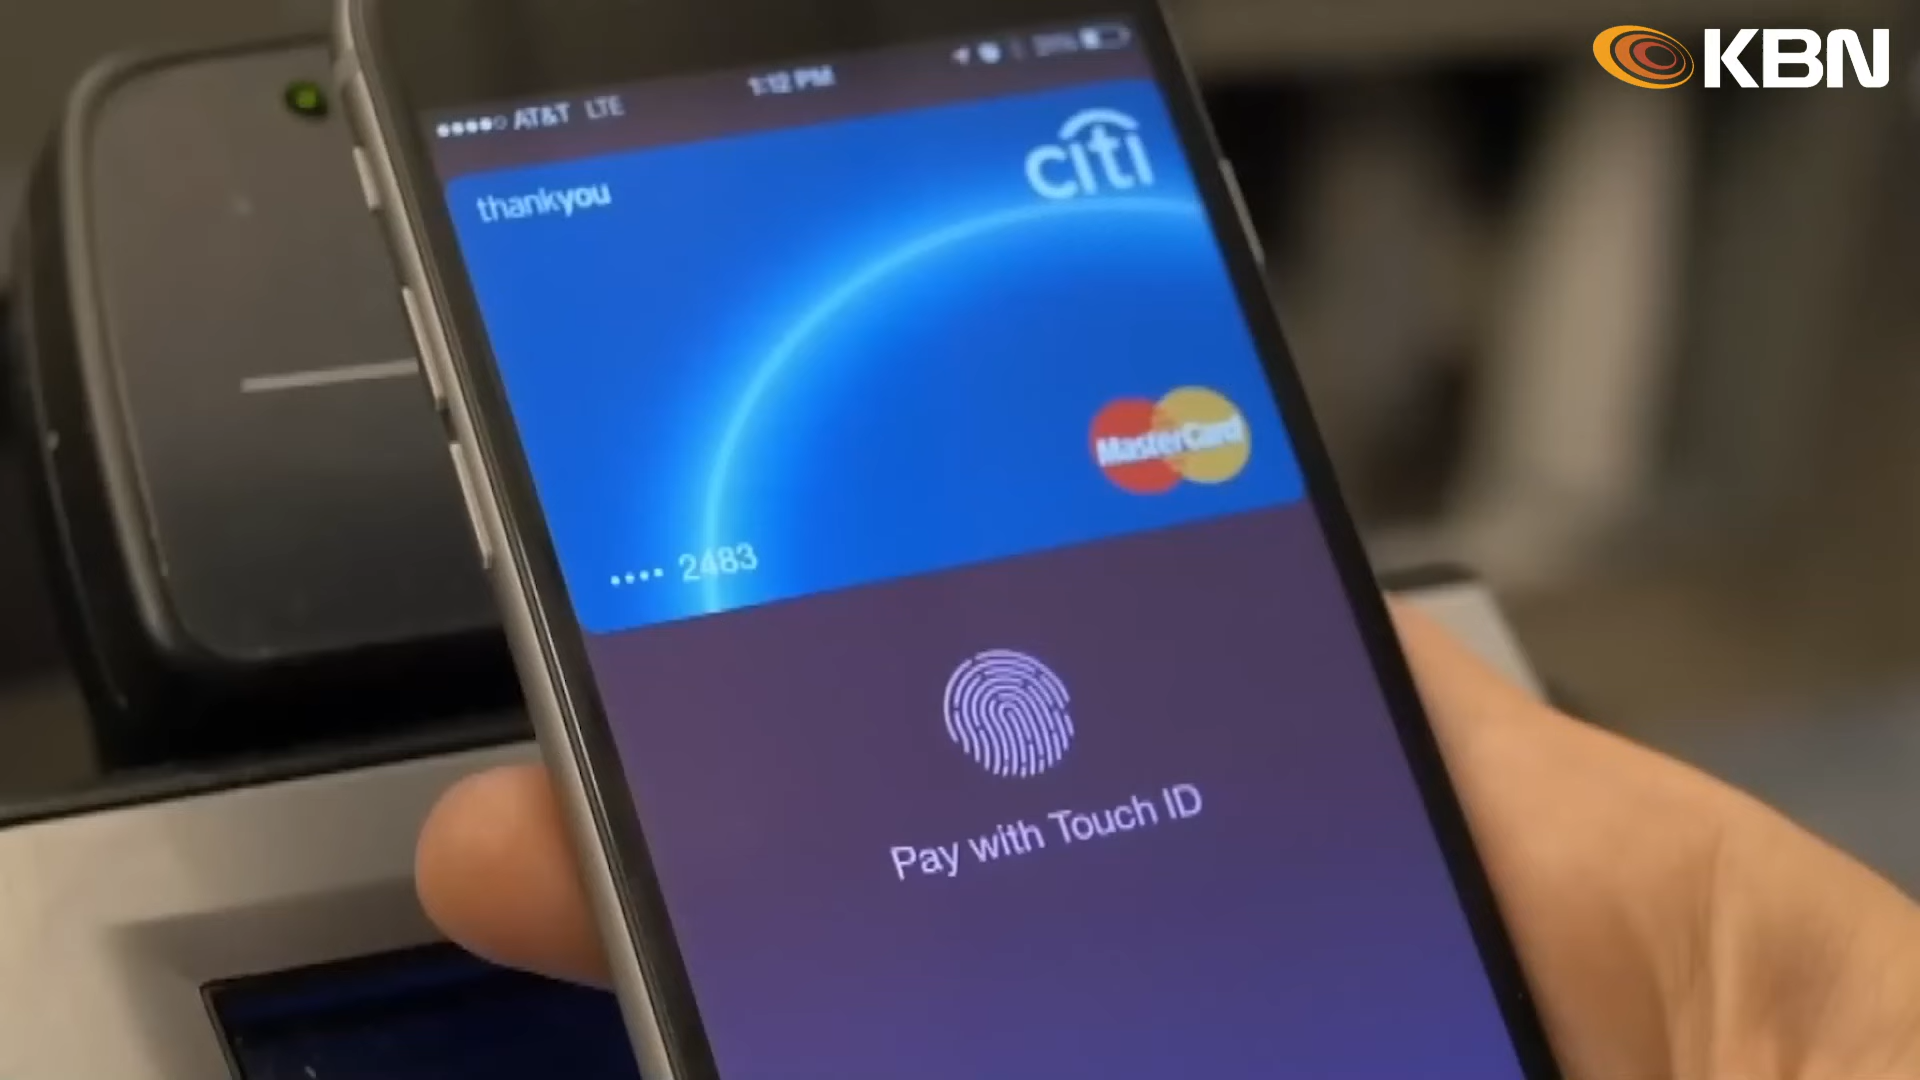 KBN
AT&T LTE
1:12 PM
thankyou
citi
MasterCard
•••• 2483
Pay with Touch ID